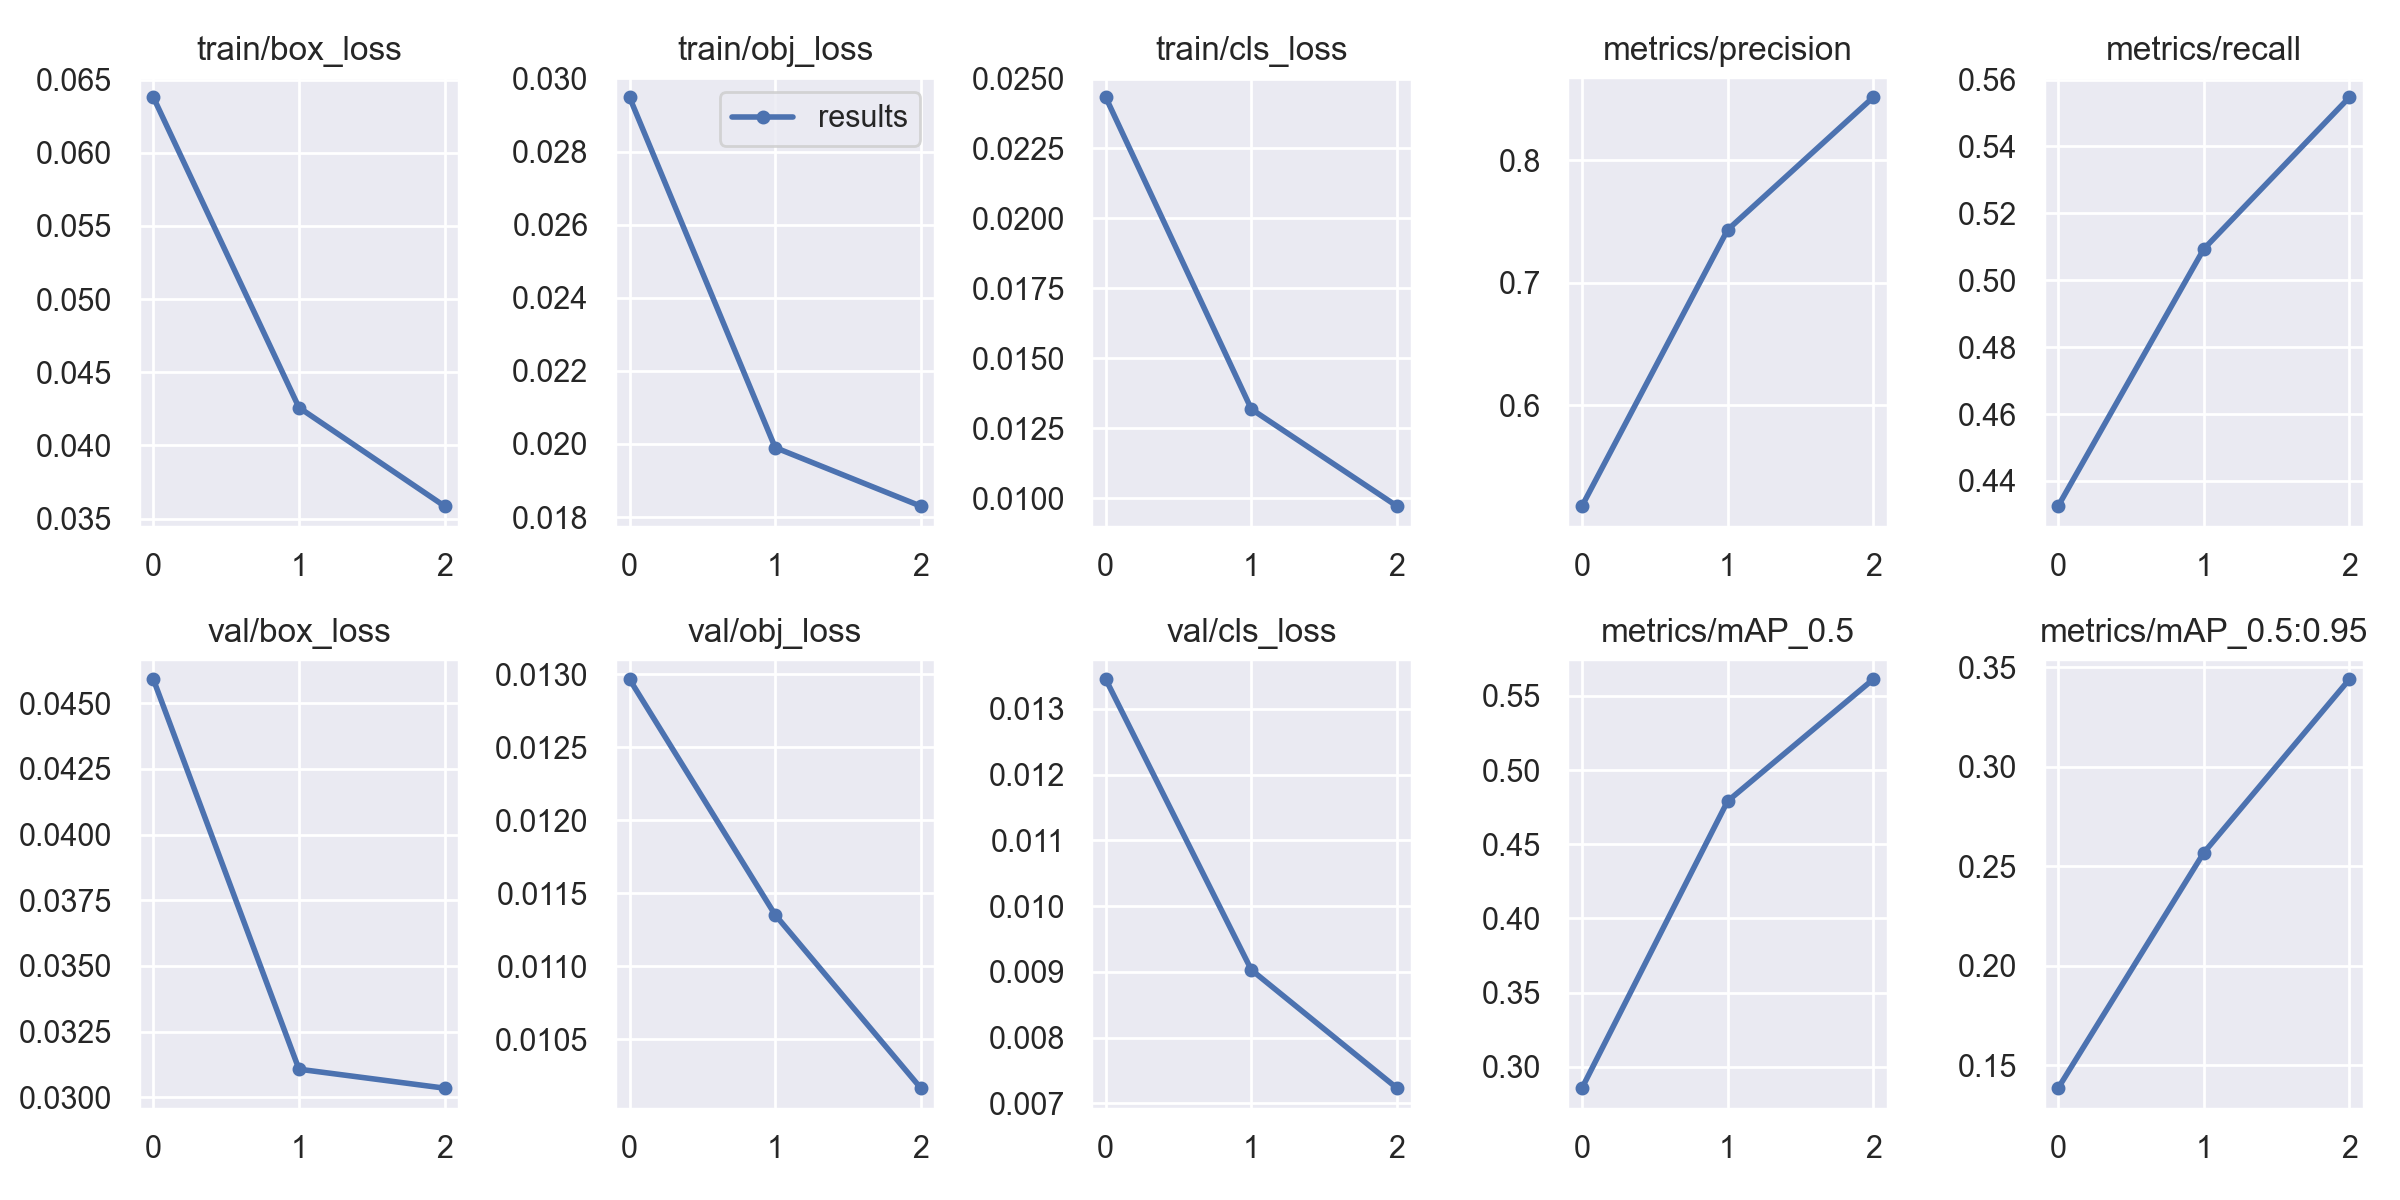 train/box_loss
0.065
0.060
0.055
0.050
0.045
0.040
0.035
0 1 2
train/obj_loss
results
0.030
0.028
0.026
0.024
0.022
0.020
0.018
0 1 2
train/cls_loss
0.0250
0.0225
0.0200
0.0175
0.0150
0.0125
0.0100
0 1 2
metrics/precision
0.8
0.7
0.6
0 1 2
metrics/recall
0.56
0.54
0.52
0.50
0.48
0.46
0.44
0 1 2
val/box_loss
0.0450
0.0425
0.0400
0.0375
0.0350
0.0325
0.0300
0 1 2
val/obj_loss
0.0130
0.0125
0.0120
0.0115
0.0110
0.0105
0 1 2
val/cls_loss
0.013
0.012
0.011
0.010
0.009
0.008
0.007
0 1 2
metrics/mAP_0.5
0.55
0.50
0.45
0.40
0.35
0.30
0 1 2
metrics/mAP_0.5:0.95
0.35
0.30
0.25
0.20
0.15
0 1 2